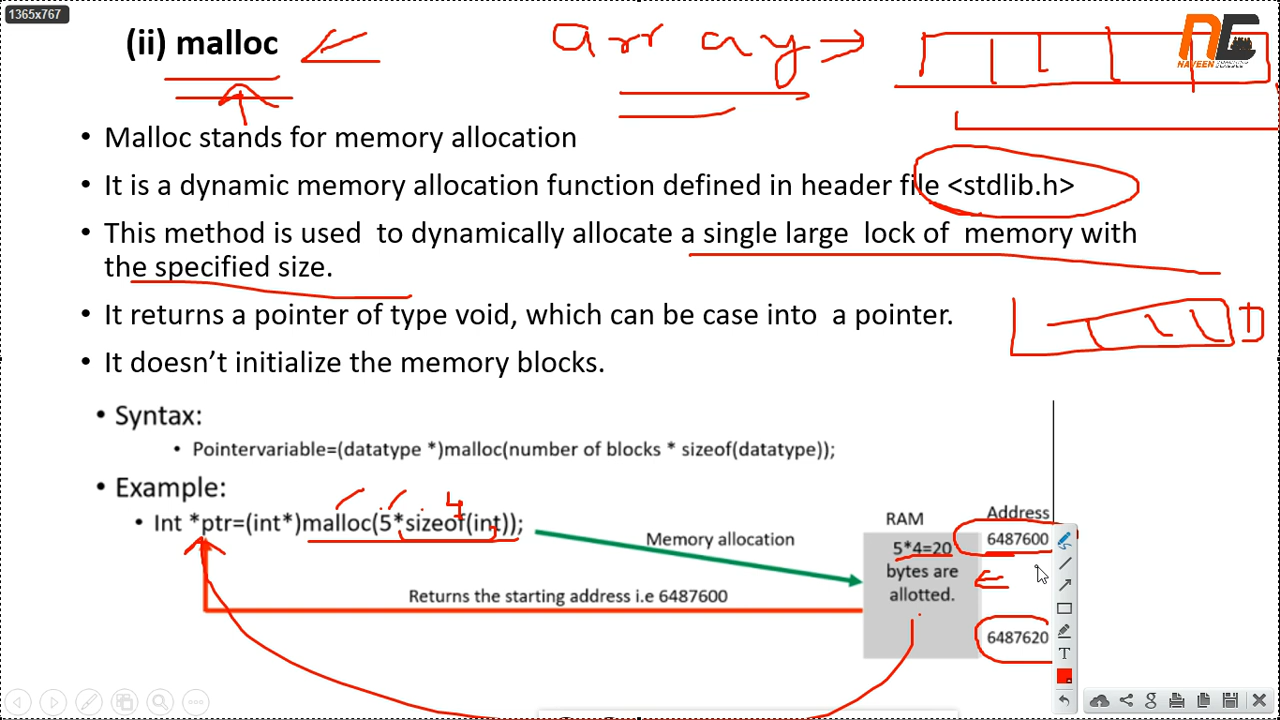 1365x767
(ii) malloc
array
NAVEEN
• Malloc stands for memory allocation
• It is a dynamic memory allocation function defined in header file <stdlib.h>
• This method is used to dynamically allocate a single large lock of memory with
the specified size.
• It returns a pointer of type void, which can be case into a pointer.
• It doesn't initialize the memory blocks.
• Syntax:
• Pointervariable=(datatype *)malloc(number of blocks * sizeof(datatype));
• Example:
4
• Int *ptr=(int*)malloc(5*sizeof(int));
Memory allocation
Returns the starting address i.e 6487600
RAM
5*4=20
bytes are
allotted.
Address
6487600
6487620
T